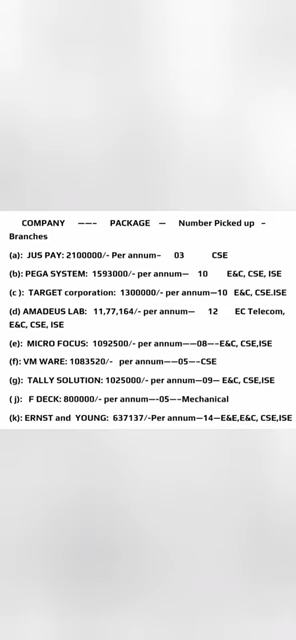 COMPANY ——– PACKAGE — Number Picked up –
Branches
(a): JUS PAY: 2100000/- Per annum– 03 CSE
(b): PEGA SYSTEM: 1593000/- per annum— 10 E&C, CSE, ISE
(c ): TARGET corporation: 1300000/- per annum—10 E&C, CSE.ISE
(d) AMADEUS LAB: 11,77,164/- per annum— 12 EC Telecom,
E&C, CSE, ISE
(e): MICRO FOCUS: 1092500/- per annum——08—–E&C, CSE,ISE
(f): VM WARE: 1083520/- per annum——05—–CSE
(g): TALLY SOLUTION: 1025000/- per annum—09— E&C, CSE,ISE
( j): F DECK: 800000/- per annum—-05—–Mechanical
(k): ERNST and YOUNG: 637137/-Per annum—14—E&E,E&C, CSE,ISE